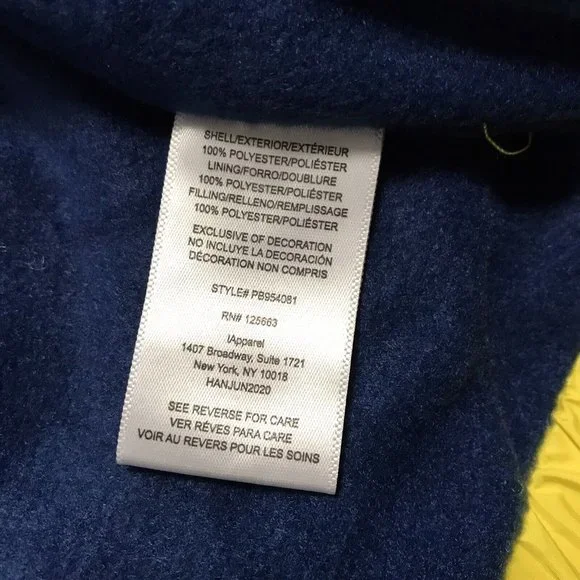 SHELL/EXTERIOR/EXTÉRIEUR
100% POLYESTER/POLIÉSTER
LINING/FORRO/DOUBLURE
100% POLYESTER/POLIÉSTER
FILLING/RELLENO/REMPLISSAGE
100% POLYESTER/POLIÉSTER
EXCLUSIVE OF DECORATION
NO INCLUYE LA DECORACIÓN
DÉCORATION NON COMPRIS
STYLE# PB954081
RN# 125663
IApparel
1407 Broadway, Suite 1721
New York, NY 10018
HANJUN2020
SEE REVERSE FOR CARE
VER RÉVES PARA CARE
VOIR AU REVERS POUR LES SOINS